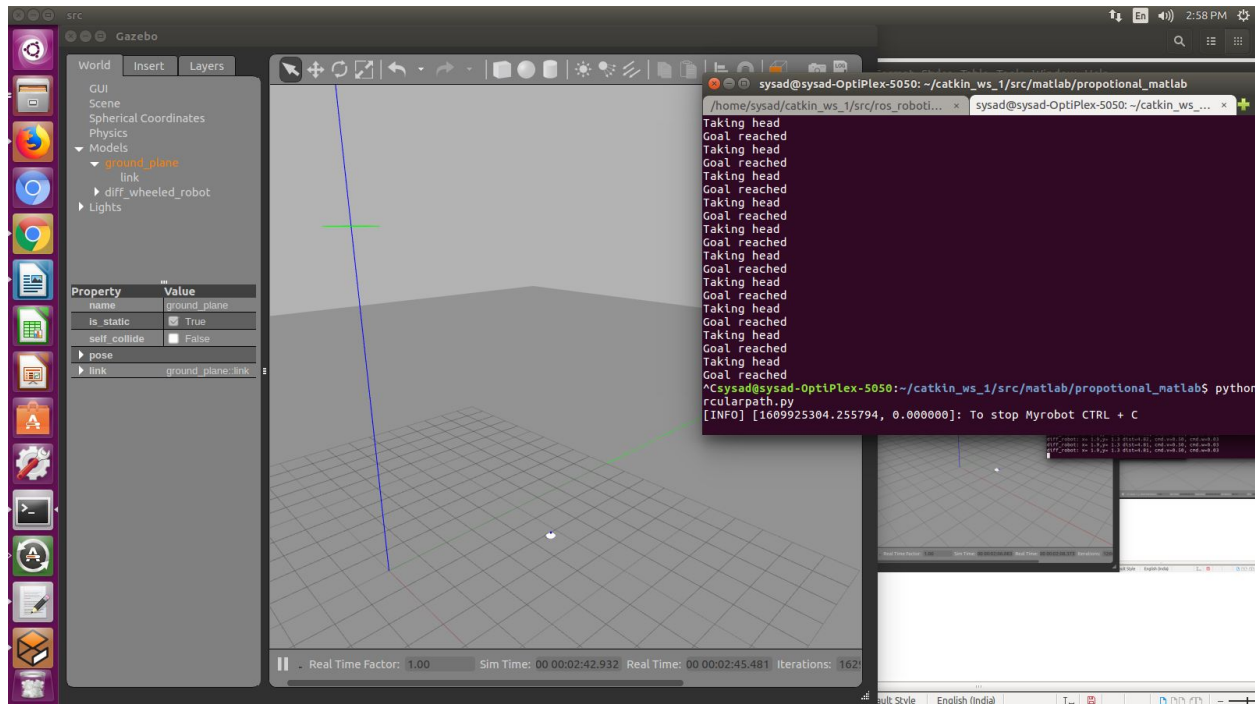 src
En
2:58 PM
Gazebo
World Insert Layers
GUI
Scene
Spherical Coordinates
Physics
Models
ground_plane
link
diff_wheeled_robot
Lights
Property Value
name ground_plane
is_static True
self_collide False
pose
link ground_plane::link
Real Time Factor: 1.00 Sim Time: 00 00:02:42.932 Real Time: 00 00:02:45.481 Iterations: 162
sysad@sysad-OptiPlex-5050: ~/catkin_ws_1/src/matlab/propotional_matlab
/home/sysad/catkin_ws_1/src/ros_roboti... × sysad@sysad-OptiPlex-5050: ~/catkin_ws_... ×
Taking head
Goal reached
Taking head
Goal reached
Taking head
Goal reached
Taking head
Goal reached
Taking head
Goal reached
Taking head
Goal reached
Taking head
Goal reached
Taking head
Goal reached
Taking head
Goal reached
Taking head
Goal reached
^Csysad@sysad-OptiPlex-5050:~/catkin_ws_1/src/matlab/propotional_matlab$ python
rcularpath.py
[INFO] [1609925304.255794, 0.000000]: To stop Myrobot CTRL + C
ault Style English (India)